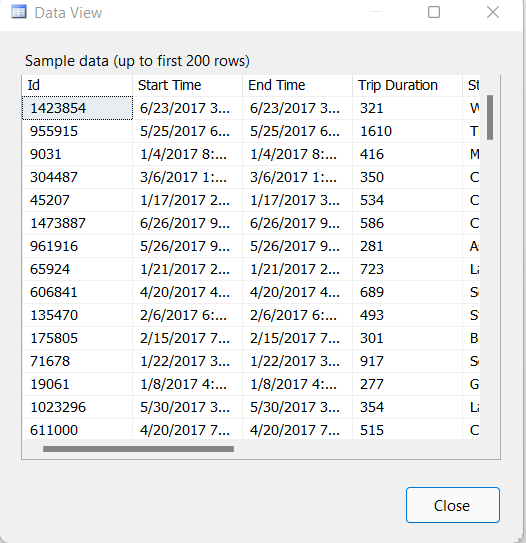 Data View
Sample data (up to first 200 rows)
Id Start Time End Time Trip Duration St
1423854 6/23/2017 3... 6/23/2017 3... 321 W
955915 5/25/2017 6... 5/25/2017 6... 1610 T
9031 1/4/2017 8:... 1/4/2017 8:... 416 M
304487 3/6/2017 1:... 3/6/2017 1:... 350 C
45207 1/17/2017 2... 1/17/2017 3... 534 C
1473887 6/26/2017 9... 6/26/2017 9... 586 C
961916 5/26/2017 9... 5/26/2017 9... 281 A
65924 1/21/2017 2... 1/21/2017 2... 723 La
606841 4/20/2017 4... 4/20/2017 4... 689 Se
135470 2/6/2017 6:... 2/6/2017 6:... 493 S
175805 2/15/2017 7... 2/15/2017 7... 301 B
71678 1/22/2017 3... 1/22/2017 3... 917 Se
19061 1/8/2017 4:... 1/8/2017 4:... 277 G
1023296 5/30/2017 3... 5/30/2017 3... 354 La
611000 4/20/2017 7... 4/20/2017 7... 515 C
Close